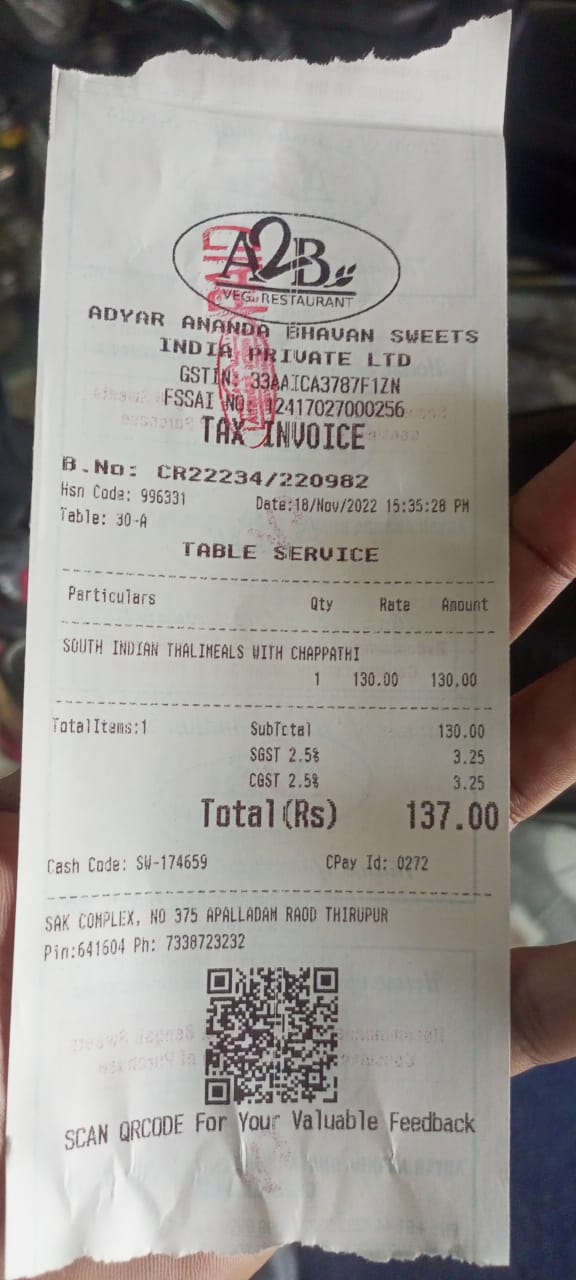 A2B
VEG RESTAURANT
ADYAR ANANDA BHAVAN SWEETS
INDIA PRIVATE LTD
GSTIN: 33AAICA3787F1ZN
FSSAI NO: 12417027000256
TAX INVOICE
B.No: CR22234/220982
Hsn Code: 996331 Date:18/Nov/2022 15:35:28 PM
Table: 30-A
TABLE SERVICE
Particulars Qty Rate Amount
SOUTH INDIAN THALIMEALS WITH CHAPPATHI
1 130.00 130.00
TotalItems:1 SubTotal 130.00
SGST 2.5% 3.25
CGST 2.5% 3.25
Total(Rs) 137.00
Cash Code: SW-174659 CPay Id: 0272
SAK COMPLEX, NO 375 APALLADAM RAOD THIRUPUR
Pin:641604 Ph: 7338723232
SCAN QRCODE For Your Valuable Feedback
PAID